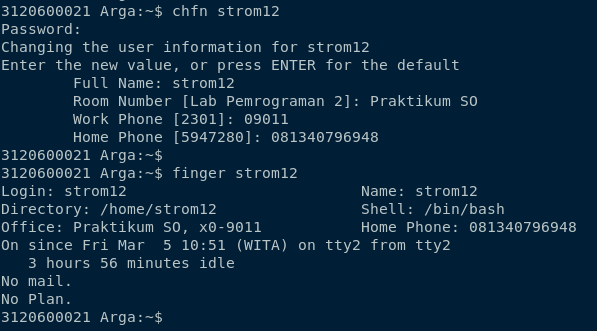 3120600021 Arga:~$ chfn strom12
Password:
Changing the user information for strom12
Enter the new value, or press ENTER for the default
        Full Name: strom12
        Room Number [Lab Pemrograman 2]: Praktikum SO
        Work Phone [2301]: 09011
        Home Phone [5947280]: 081340796948
3120600021 Arga:~$
3120600021 Arga:~$ finger strom12
Login: strom12                          Name: strom12
Directory: /home/strom12                Shell: /bin/bash
Office: Praktikum SO, x0-9011           Home Phone: 081340796948
On since Fri Mar  5 10:51 (WITA) on tty2 from tty2
   3 hours 56 minutes idle
No mail.
No Plan.
3120600021 Arga:~$